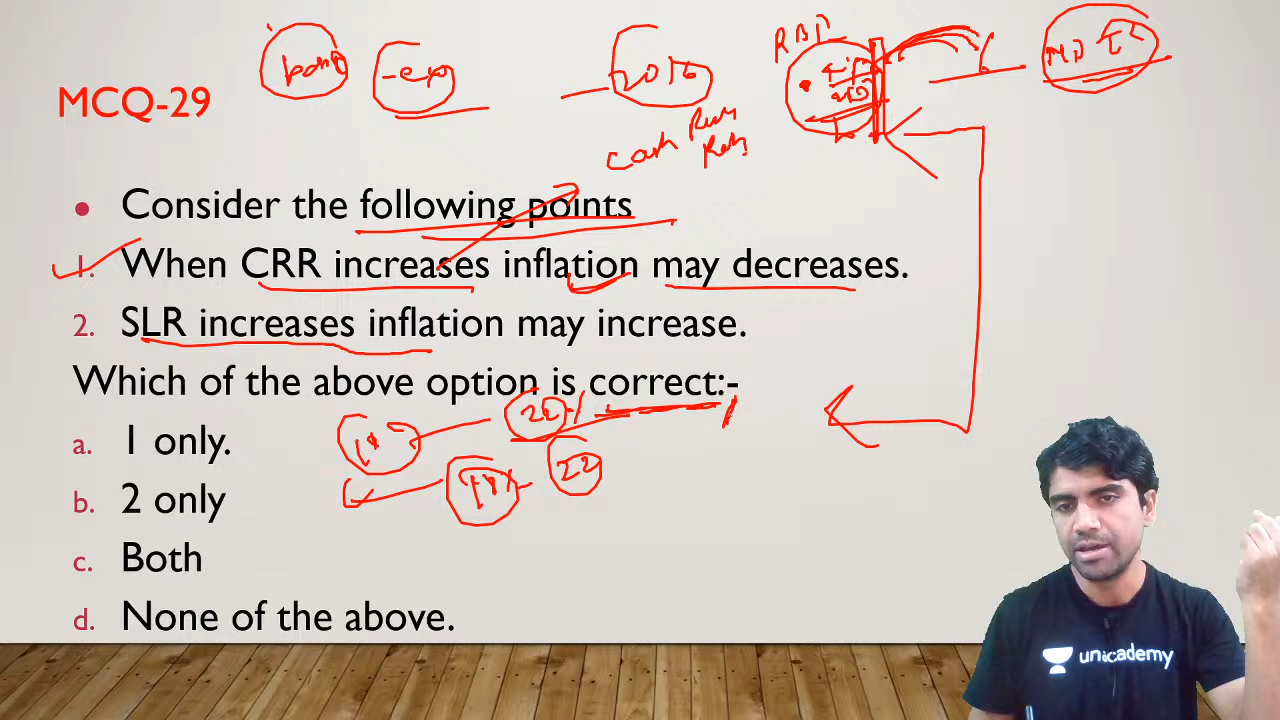 bank
2016
RBI
MCQ-29
cash
• Consider the following points
1. When CRR increases inflation may decreases.
2. SLR increases inflation may increase.
Which of the above option is correct:-
a. 1 only.
22
b. 2 only
c. Both
d. None of the above.
unacademy